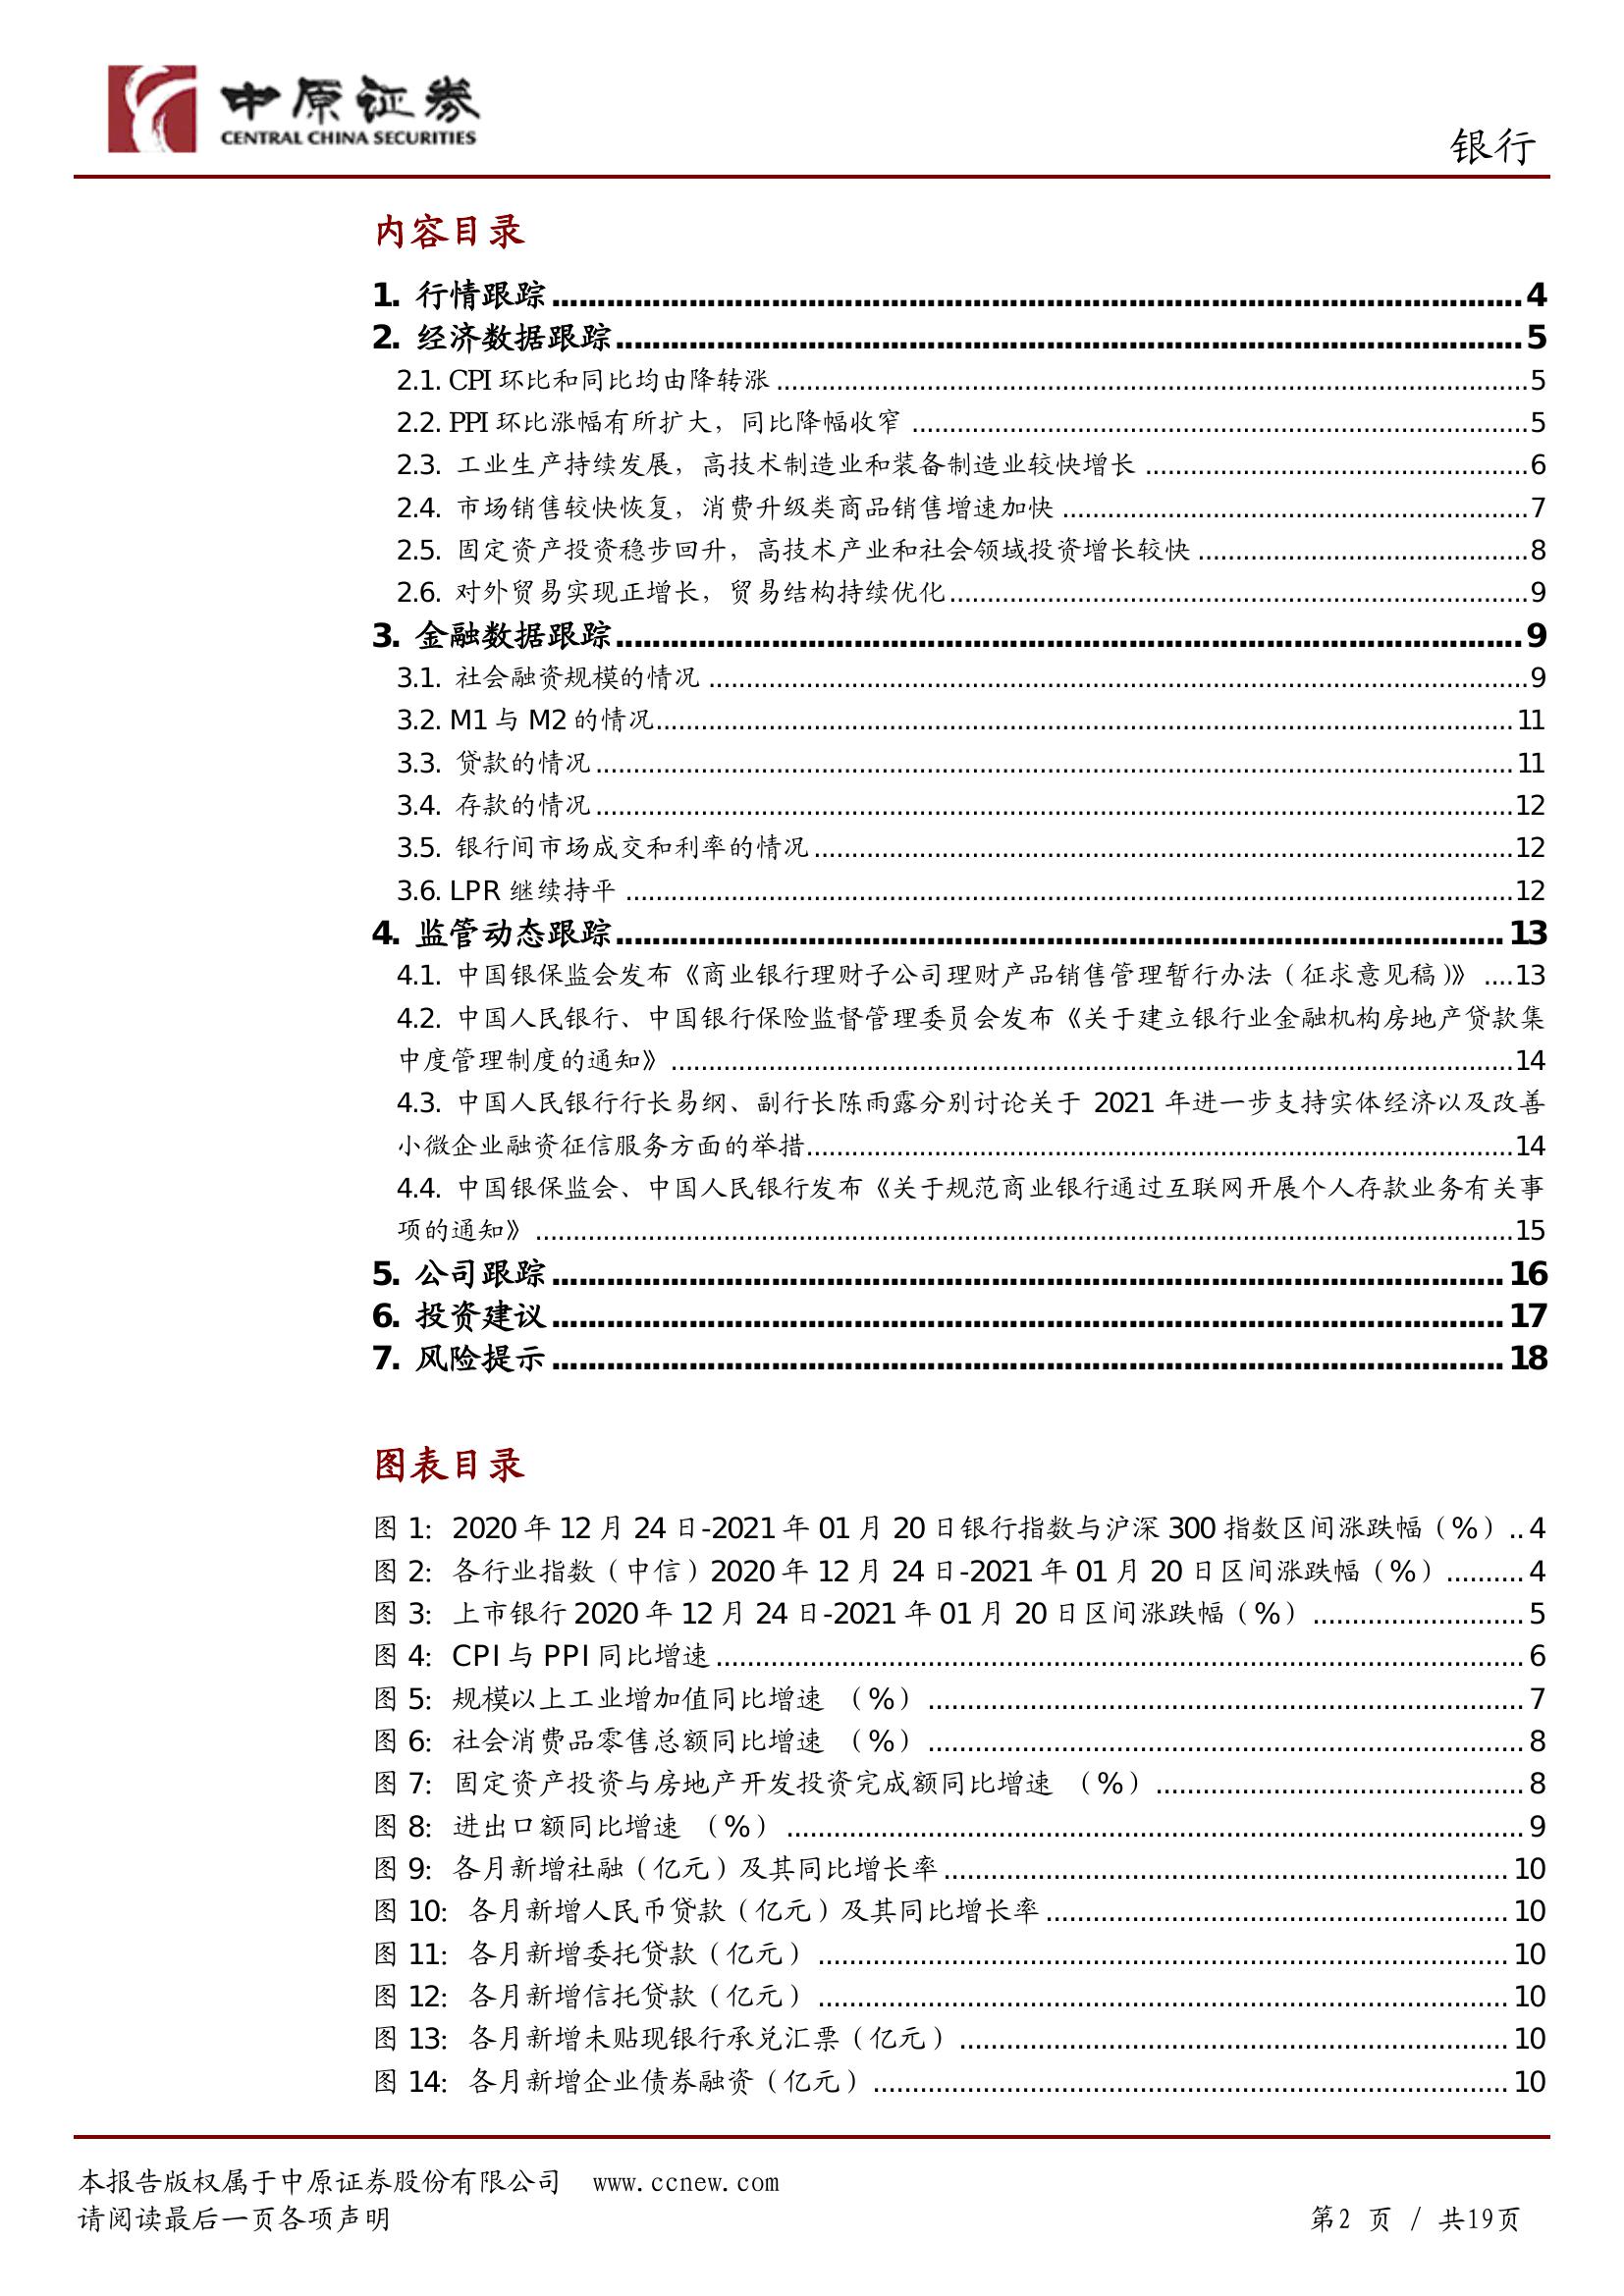 中原证券
CENTRAL CHINA SECURITIES
银行
内容目录
1. 行情跟踪........................................................................4
2. 经济数据跟踪........................................................................5
2.1. CPI 环比和同比均由降转涨........................................................................5
2.2. PPI 环比涨幅有所扩大，同比降幅收窄........................................................................5
2.3. 工业生产持续发展，高技术制造业和装备制造业较快增长........................................................6
2.4. 市场销售较快恢复，消费升级类商品销售增速加快........................................................7
2.5. 固定资产投资稳步回升，高技术产业和社会领域投资增长较快................................................8
2.6. 对外贸易实现正增长，贸易结构持续优化........................................................................9
3. 金融数据跟踪........................................................................9
3.1. 社会融资规模的情况........................................................................9
3.2. M1 与 M2 的情况........................................................................11
3.3. 贷款的情况........................................................................11
3.4. 存款的情况........................................................................12
3.5. 银行间市场成交和利率的情况........................................................................12
3.6. LPR 继续持平........................................................................12
4. 监管动态跟踪........................................................................13
4.1. 中国银保监会发布《商业银行理财子公司理财产品销售管理暂行办法（征求意见稿）》....13
4.2. 中国人民银行、中国银行保险监督管理委员会发布《关于建立银行业金融机构房地产贷款集
中度管理制度的通知》........................................................................14
4.3. 中国人民银行行长易纲、副行长陈雨露分别讨论关于 2021 年进一步支持实体经济以及改善
小微企业融资征信服务方面的举措........................................................................14
4.4. 中国银保监会、中国人民银行发布《关于规范商业银行通过互联网开展个人存款业务有关事
项的通知》........................................................................15
5. 公司跟踪........................................................................16
6. 投资建议........................................................................17
7. 风险提示........................................................................18
图表目录
图 1: 2020 年 12 月 24 日-2021 年 01 月 20 日银行指数与沪深 300 指数区间涨跌幅（%）..4
图 2: 各行业指数（中信）2020 年 12 月 24 日-2021 年 01 月 20 日区间涨跌幅（%）..........4
图 3: 上市银行 2020 年 12 月 24 日-2021 年 01 月 20 日区间涨跌幅（%）......................5
图 4: CPI 与 PPI 同比增速........................................................................6
图 5: 规模以上工业增加值同比增速 （%）........................................................................7
图 6: 社会消费品零售总额同比增速 （%）........................................................................8
图 7: 固定资产投资与房地产开发投资完成额同比增速 （%）................................................8
图 8: 进出口额同比增速 （%）........................................................................9
图 9: 各月新增社融（亿元）及其同比增长率........................................................................10
图 10: 各月新增人民币贷款（亿元）及其同比增长率........................................................10
图 11: 各月新增委托贷款（亿元）........................................................................10
图 12: 各月新增信托贷款（亿元）........................................................................10
图 13: 各月新增未贴现银行承兑汇票（亿元）........................................................................10
图 14: 各月新增企业债券融资（亿元）........................................................................10
本报告版权属于中原证券股份有限公司 www.ccnew.com
请阅读最后一页各项声明 第2 页 / 共19页